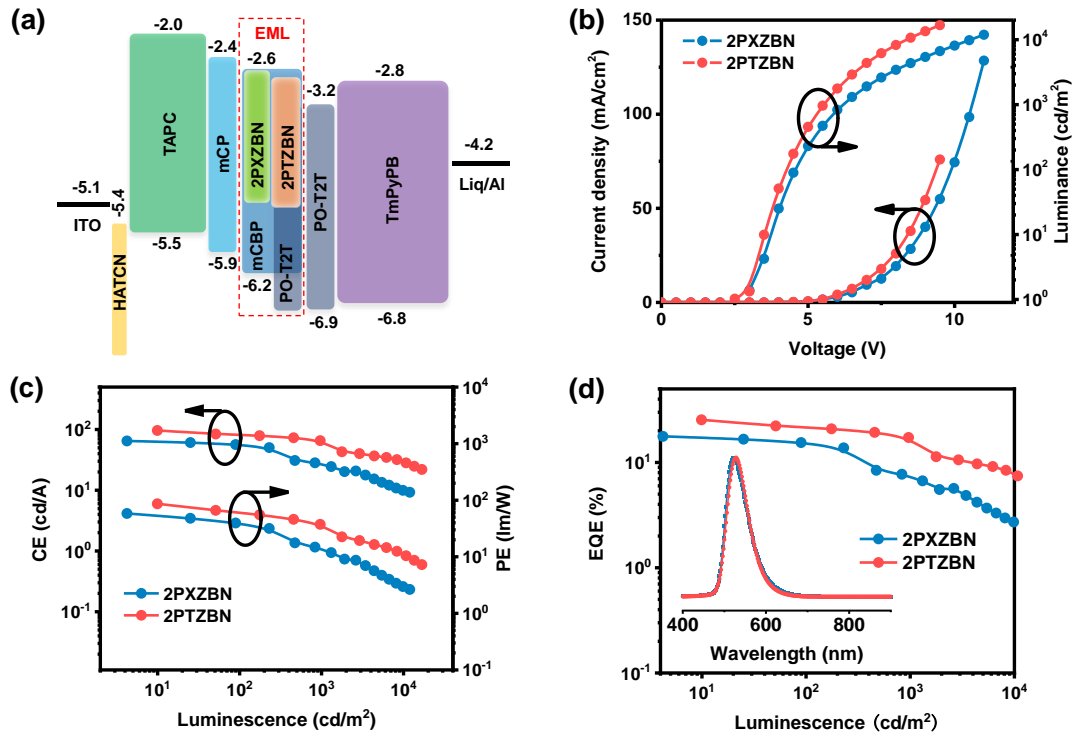 (a)
EML
-2.0
-2.4
-2.6
-2.8
-3.2
-4.2
Liq/Al
-5.1
ITO
-5.4
HATCN
TAPC
-5.5
mCP
-5.9
2PXZBN
2PTZBN
mCBP
-6.2
PO-T2T
PO-T2T
-6.9
TmPyPB
-6.8
(b)
2PXZBN
2PTZBN
Current density (mA/cm²)
150
100
50
0
0
5
10
Voltage (V)
10⁴
10³
10²
10¹
10⁰
Luminance (cd/m²)
(c)
CE (cd/A)
10²
10¹
10⁰
10⁻¹
2PXZBN
2PTZBN
10¹
10²
10³
10⁴
Luminescence (cd/m²)
10⁴
10³
10²
10¹
10⁰
10⁻¹
PE (lm/W)
(d)
EQE (%)
10¹
10⁰
10⁻¹
2PXZBN
2PTZBN
400
600
800
Wavelength (nm)
10¹
10²
10³
10⁴
Luminescence (cd/m²)